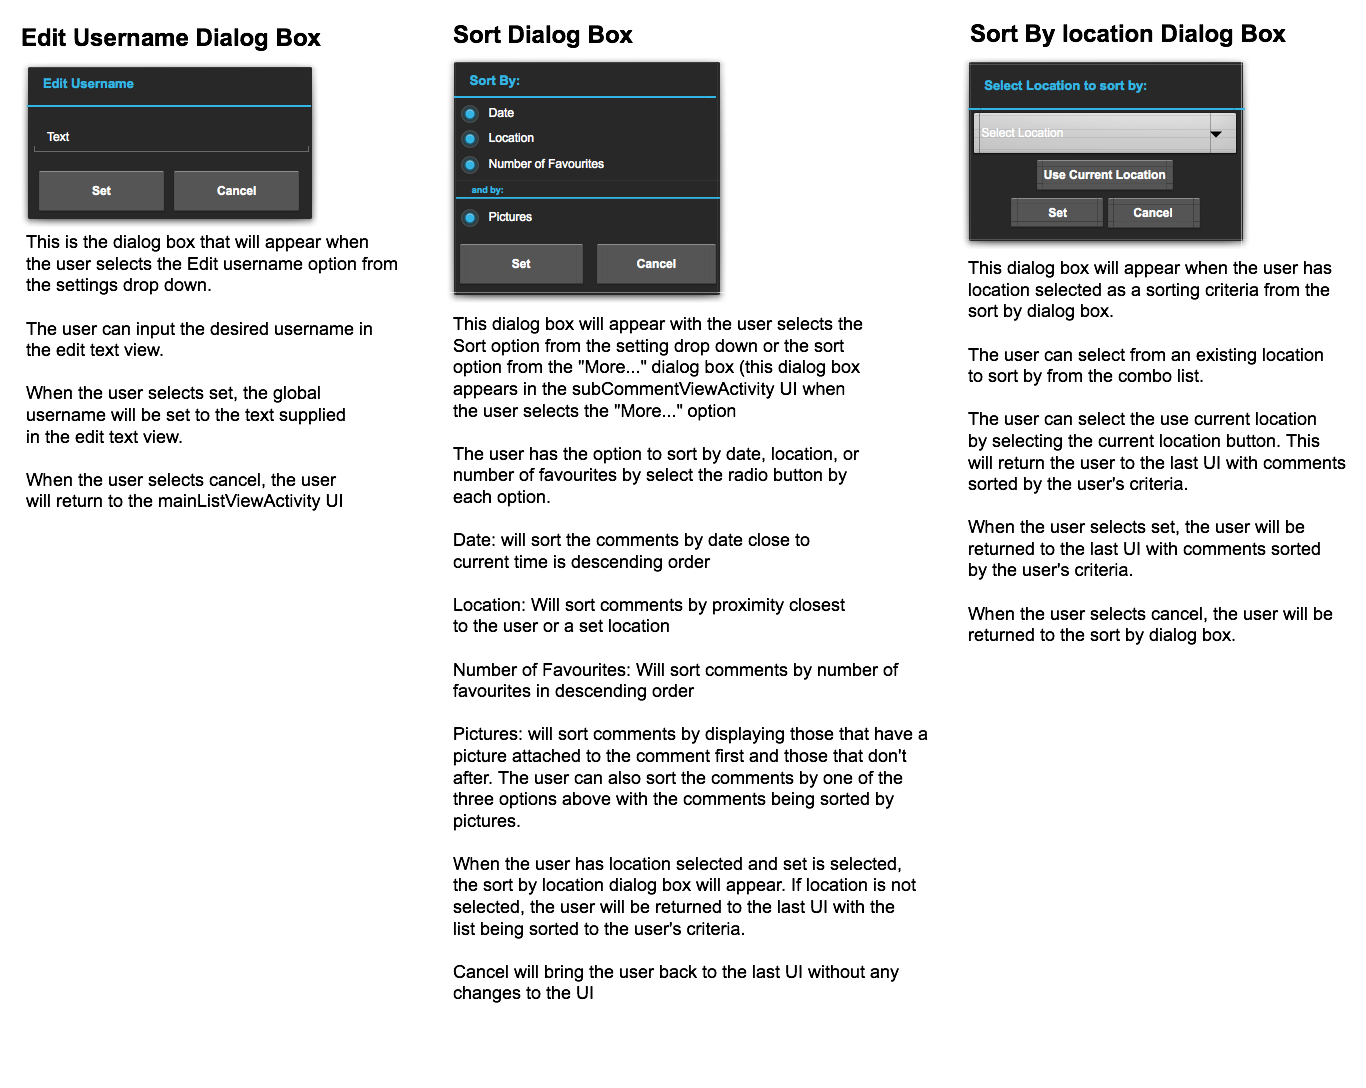 Edit Username Dialog Box
Edit Username
Text
Set
Cancel
This is the dialog box that will appear when
the user selects the Edit username option from
the settings drop down.
The user can input the desired username in
the edit text view.
When the user selects set, the global
username will be set to the text supplied
in the edit text view.
When the user selects cancel, the user
will return to the mainListViewActivity UI
Sort Dialog Box
Sort By:
Date
Location
Number of Favourites
and by:
Pictures
Set
Cancel
This dialog box will appear with the user selects the
Sort option from the setting drop down or the sort
option from the "More..." dialog box (this dialog box
appears in the subCommentViewActivity UI when
the user selects the "More..." option
The user has the option to sort by date, location, or
number of favourites by select the radio button by
each option.
Date: will sort the comments by date close to
current time is descending order
Location: Will sort comments by proximity closest
to the user or a set location
Number of Favourites: Will sort comments by number of
favourites in descending order
Pictures: will sort comments by displaying those that have a
picture attached to the comment first and those that don't
after. The user can also sort the comments by one of the
three options above with the comments being sorted by
pictures.
When the user has location selected and set is selected,
the sort by location dialog box will appear. If location is not
selected, the user will be returned to the last UI with the
list being sorted to the user's criteria.
Cancel will bring the user back to the last UI without any
changes to the UI
Sort By location Dialog Box
Select Location to sort by:
Select Location
Use Current Location
Set
Cancel
This dialog box will appear when the user has
location selected as a sorting criteria from the
sort by dialog box.
The user can select from an existing location
to sort by from the combo list.
The user can select the use current location
by selecting the current location button. This
will return the user to the last UI with comments
sorted by the user's criteria.
When the user selects set, the user will be
returned to the last UI with comments sorted
by the user's criteria.
When the user selects cancel, the user will be
returned to the sort by dialog box.